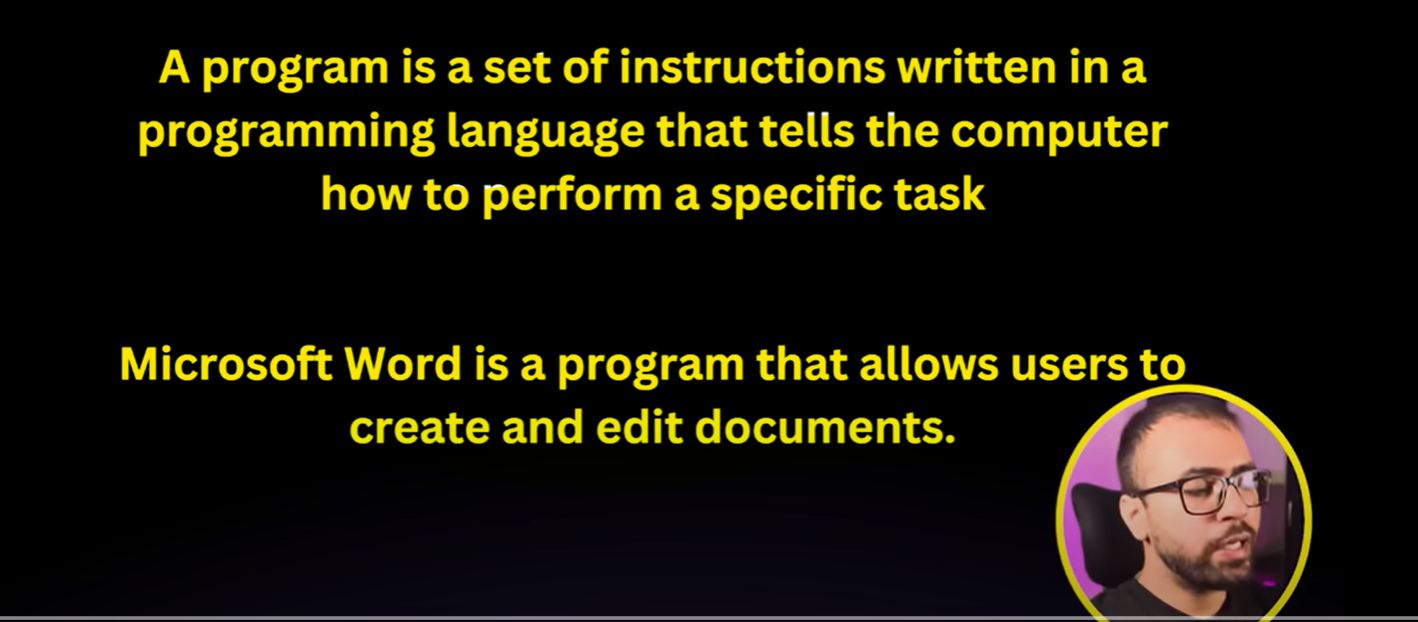 A program is a set of instructions written in a
programming language that tells the computer
how to perform a specific task
Microsoft Word is a program that allows users to
create and edit documents.